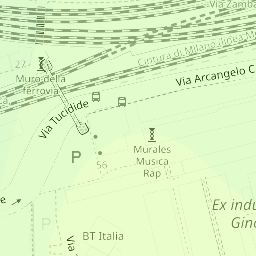 Via Zamba
Cintura di Milano (linea M
27
Muro della
ferrovia
Via Arcangelo C
Via Tucidide
P
56
Murales
Musica
Rap
Ex indu
Gino
P
BT Italia
Via